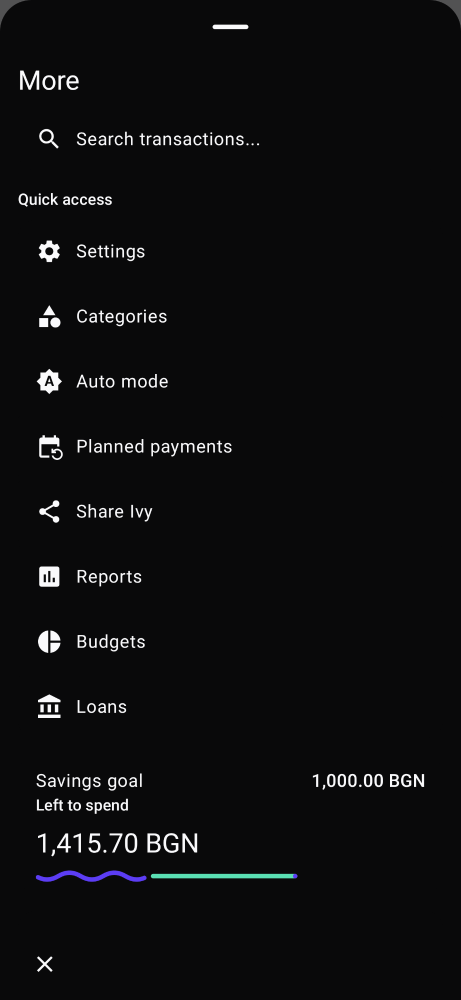 More
Search transactions...
Quick access
Settings
Categories
Auto mode
Planned payments
Share Ivy
Reports
Budgets
Loans
Savings goal 1,000.00 BGN
Left to spend
1,415.70 BGN